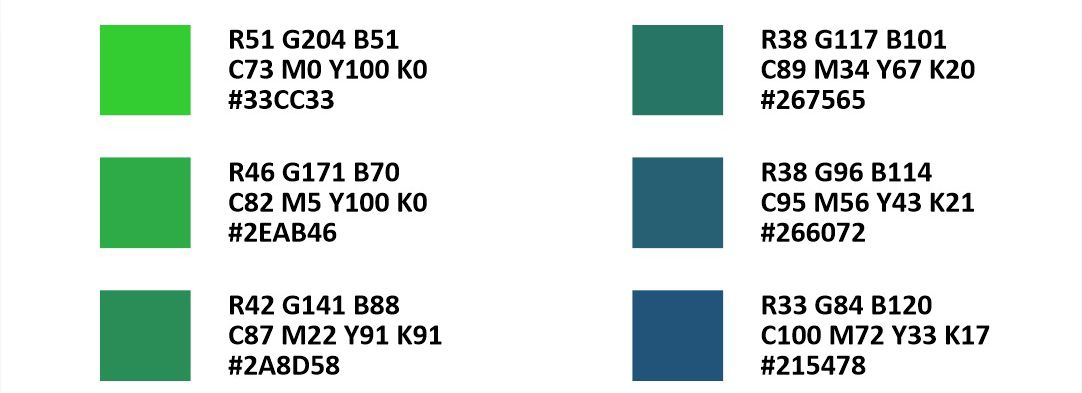 R51 G204 B51
C73 M0 Y100 K0
#33CC33
R46 G171 B70
C82 M5 Y100 K0
#2EAB46
R42 G141 B88
C87 M22 Y91 K91
#2A8D58
R38 G117 B101
C89 M34 Y67 K20
#267565
R38 G96 B114
C95 M56 Y43 K21
#266072
R33 G84 B120
C100 M72 Y33 K17
#215478